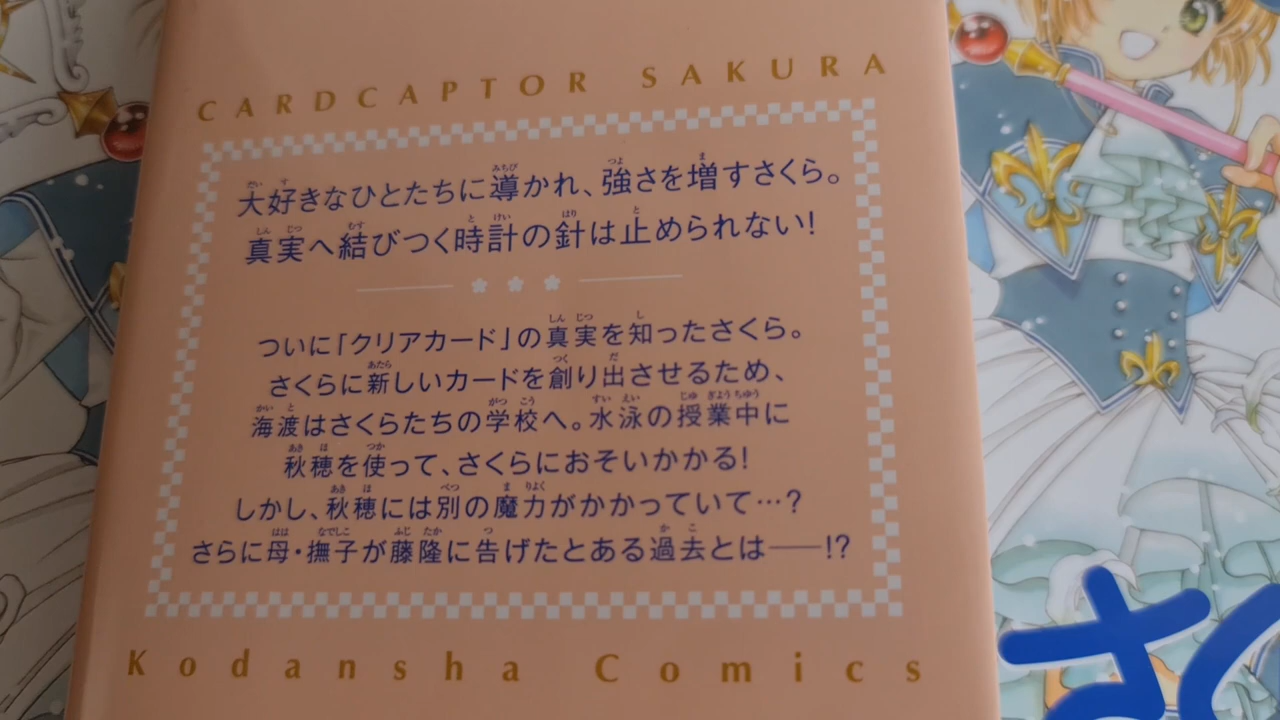 CARDCAPTOR SAKURA
大好きなひとたちに導かれ、強さを増すさくら。
真実へ結びつく時計の針は止められない!
ついに「クリアカード」の真実を知ったさくら。
さくらに新しいカードを創り出させるため、
海渡はさくらたちの学校へ。水泳の授業中に
秋穂を使って、さくらにおそいかかる!
しかし、秋穂には別の魔力がかかっていて…?
さらに母・撫子が藤隆に告げたとある過去とは――!?
Kodansha Comics
さ